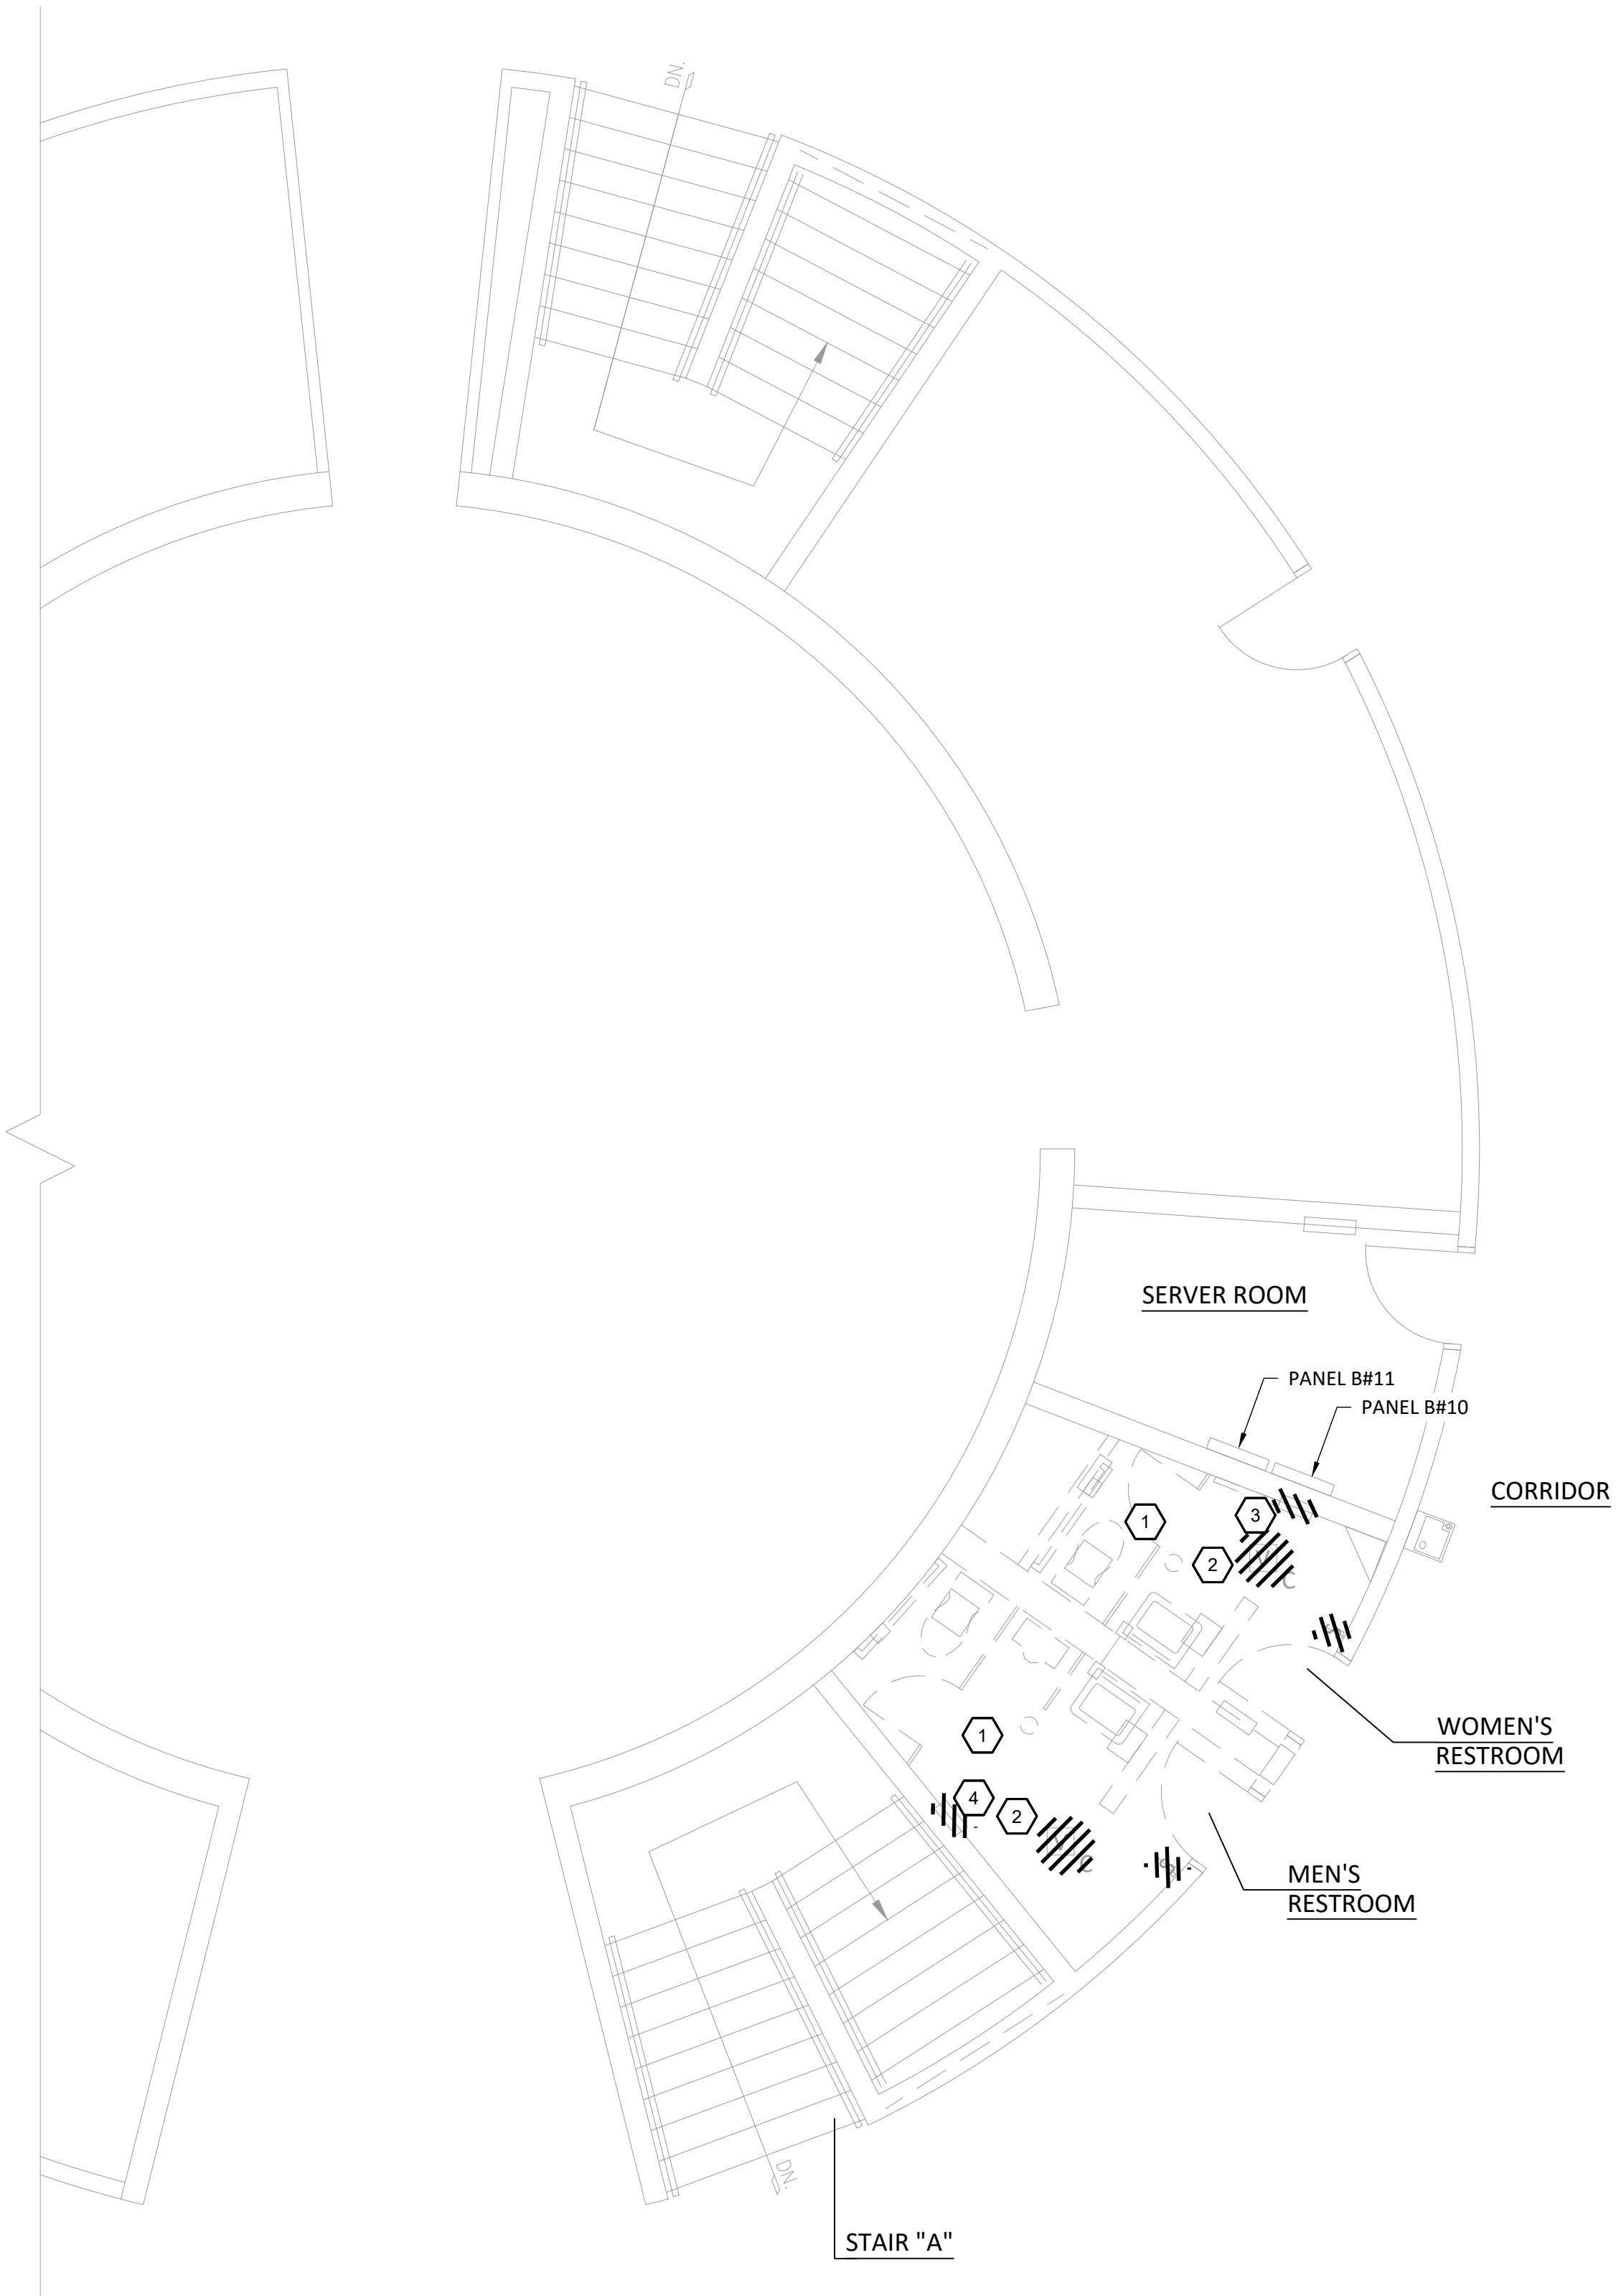 DN.
SERVER ROOM
PANEL B#11
PANEL B#10
CORRIDOR
3
1
2
C
S
WOMEN'S
RESTROOM
1
4
2
C
S
MEN'S
RESTROOM
DN.
STAIR "A"